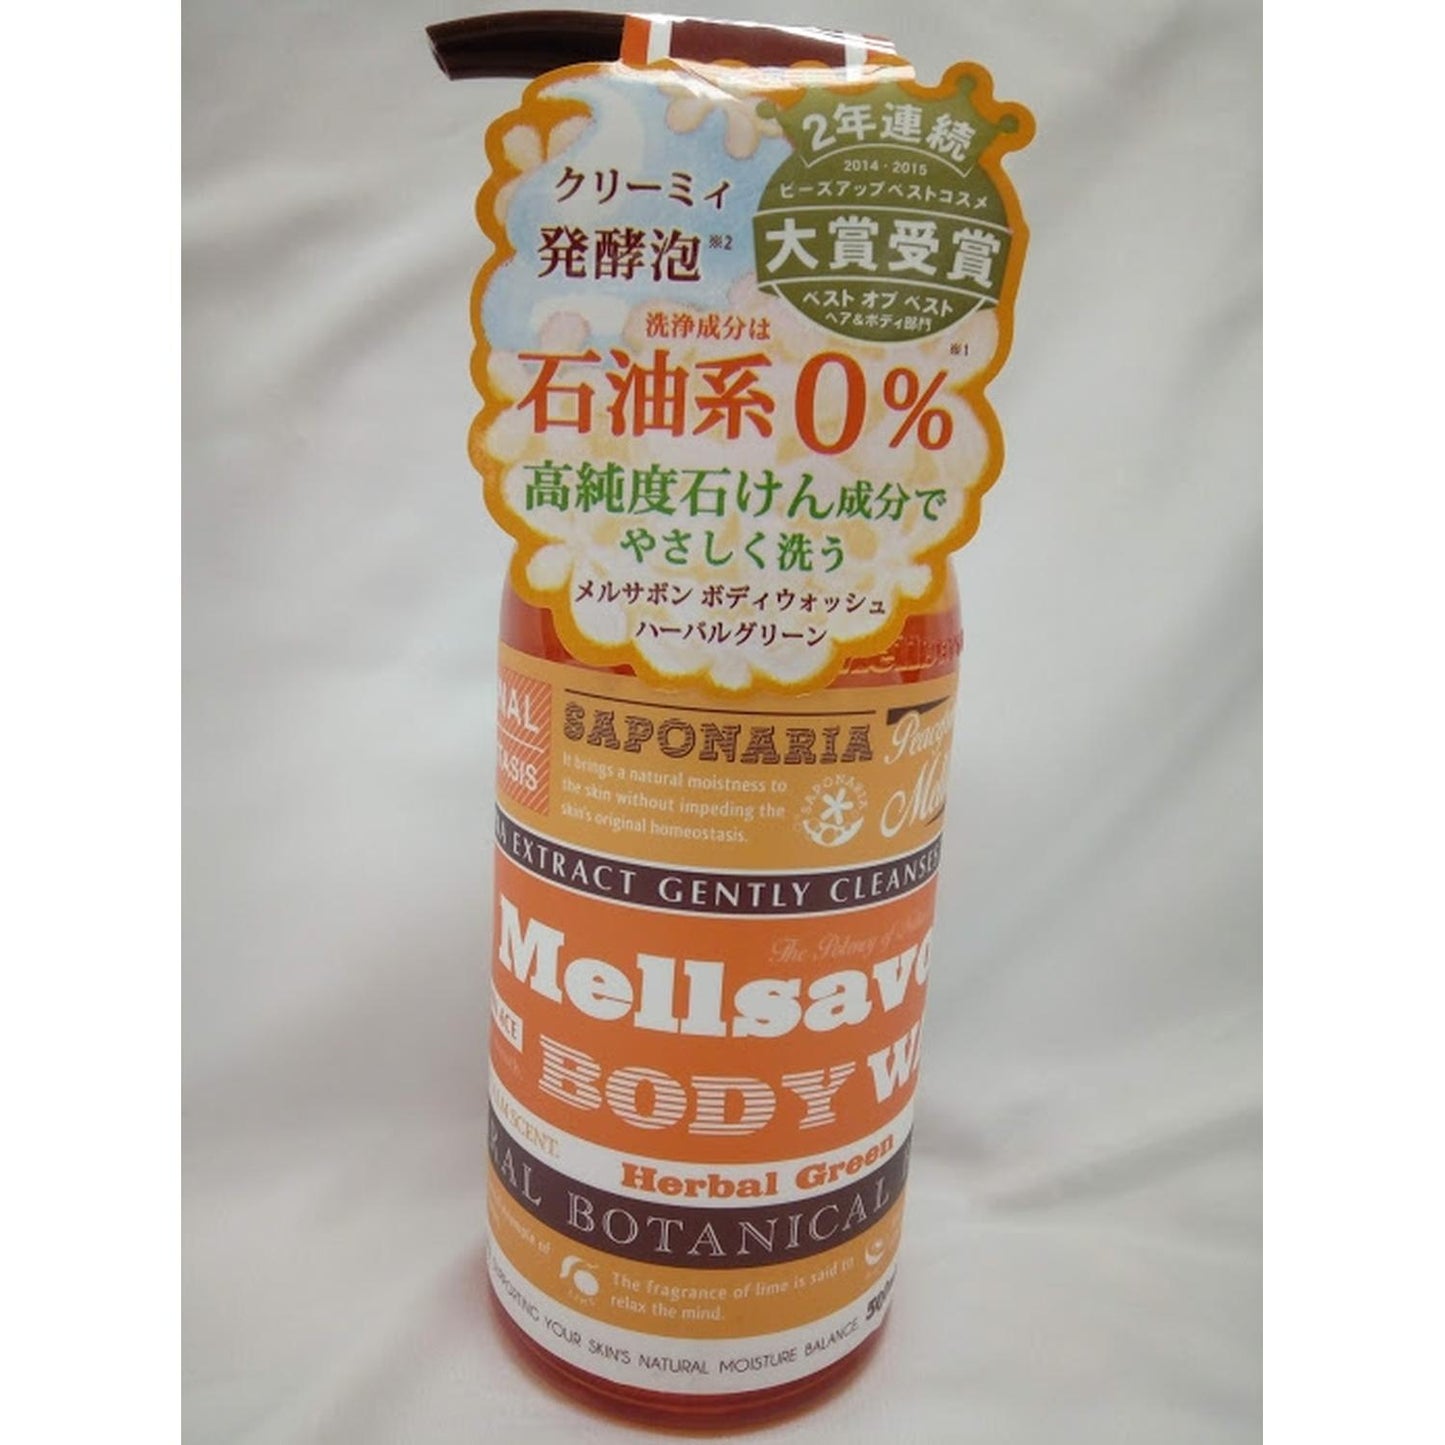 クリーミィ
発酵泡※2
2年連続
2014・2015
ビーズアップベストコスメ
大賞受賞
ベスト オブ ベスト
ヘア&ボディ部門
※1
洗浄成分は
石油系0%
高純度石けん成分で
やさしく洗う
メルサボン ボディウォッシュ
ハーバルグリーン
SAPONARIA
It brings a natural moistness to
the skin without impeding the
skin's original homeostasis.
SAPONARIA
EXTRACT GENTLY CLEANSES
The Potency of
Mellsavo
BODY
SCENT.
Herbal Green
BOTANICAL
The fragrance of lime is said to
relax the mind.
SUPPORTING YOUR SKIN'S NATURAL MOISTURE BALANCE.